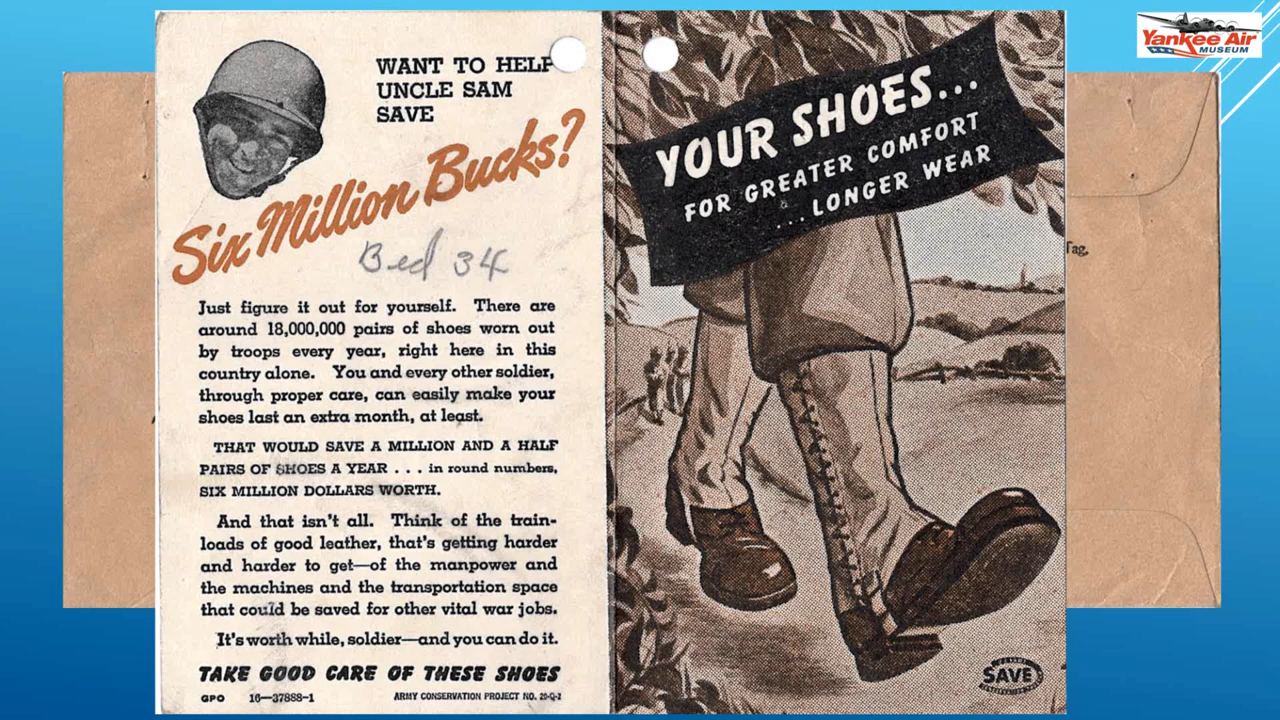 WANT TO HELP
UNCLE SAM
SAVE
Six Million Bucks?
Bed 34
Just figure it out for yourself. There are
around 18,000,000 pairs of shoes worn out
by troops every year, right here in this
country alone. You and every other soldier,
through proper care, can easily make your
shoes last an extra month, at least.
THAT WOULD SAVE A MILLION AND A HALF
PAIRS OF SHOES A YEAR . . . in round numbers,
SIX MILLION DOLLARS WORTH.
And that isn't all. Think of the train-
loads of good leather, that's getting harder
and harder to get—of the manpower and
the machines and the transportation space
that could be saved for other vital war jobs.
It's worth while, soldier—and you can do it.
TAKE GOOD CARE OF THESE SHOES
GPO 16—37888-1 ARMY CONSERVATION PROJECT NO. 20-Q-2
YOUR SHOES...
FOR GREATER COMFORT
...LONGER WEAR
SAVE
Tag,
Yankee Air
MUSEUM